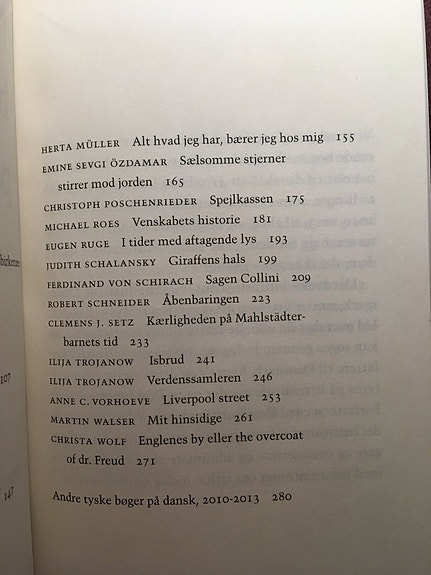 HERTA MÜLLER Alt hvad jeg har, bærer jeg hos mig 155
EMINE SEVGI ÖZDAMAR Sælsomme stjerner
stirrer mod jorden 165
CHRISTOPH POSCHENRIEDER Spejlkassen 175
MICHAEL ROES Venskabets historie 181
EUGEN RUGE I tider med aftagende lys 193
JUDITH SCHALANSKY Giraffens hals 199
FERDINAND VON SCHIRACH Sagen Collini 209
ROBERT SCHNEIDER Åbenbaringen 223
CLEMENS J. SETZ Kærligheden på Mahlstädter-
barnets tid 233
ILIJA TROJANOW Isbrud 241
ILIJA TROJANOW Verdenssamleren 246
ANNE C. VORHOEVE Liverpool street 253
MARTIN WALSER Mit hinsidige 261
CHRISTA WOLF Englenes by eller the overcoat
of dr. Freud 271
Andre tyske bøger på dansk, 2010-2013 280
107
147